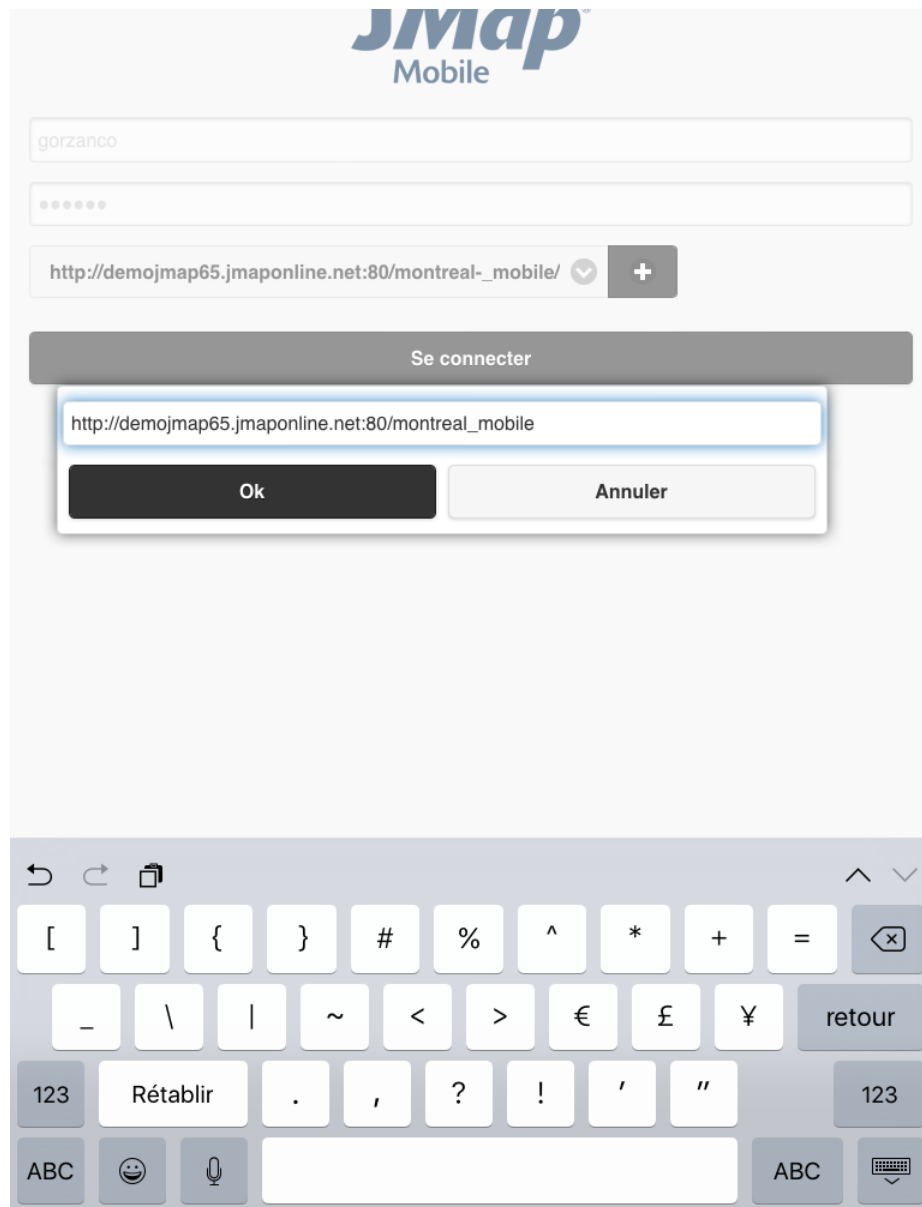 JMap
Mobile
gorzanco
••••••
http://demojmap65.jmaponline.net:80/montreal-_mobile/
+
Se connecter
http://demojmap65.jmaponline.net:80/montreal_mobile
Ok Annuler
[ ] { } # % ^ * + =
_ \ | ~ < > € £ ¥ retour
123 Rétablir . , ? ! ' " 123
ABC ABC